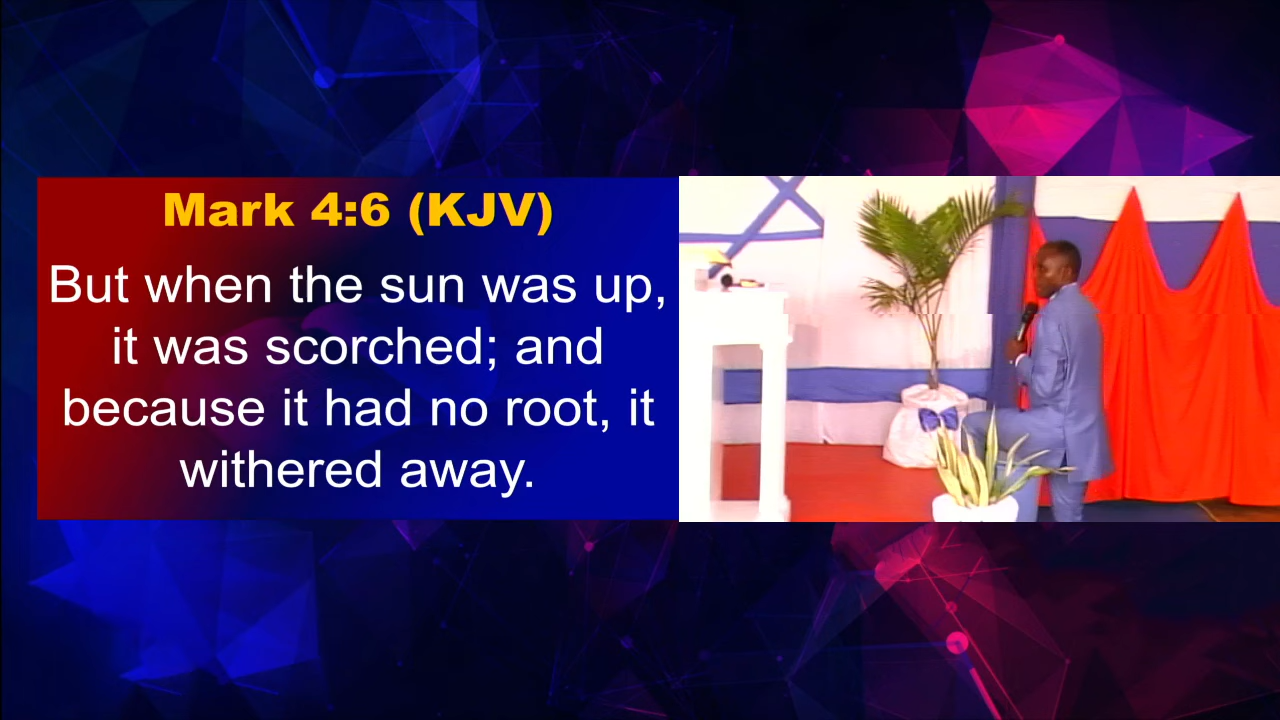 Mark 4:6 (KJV)
But when the sun was up,
it was scorched; and
because it had no root, it
withered away.